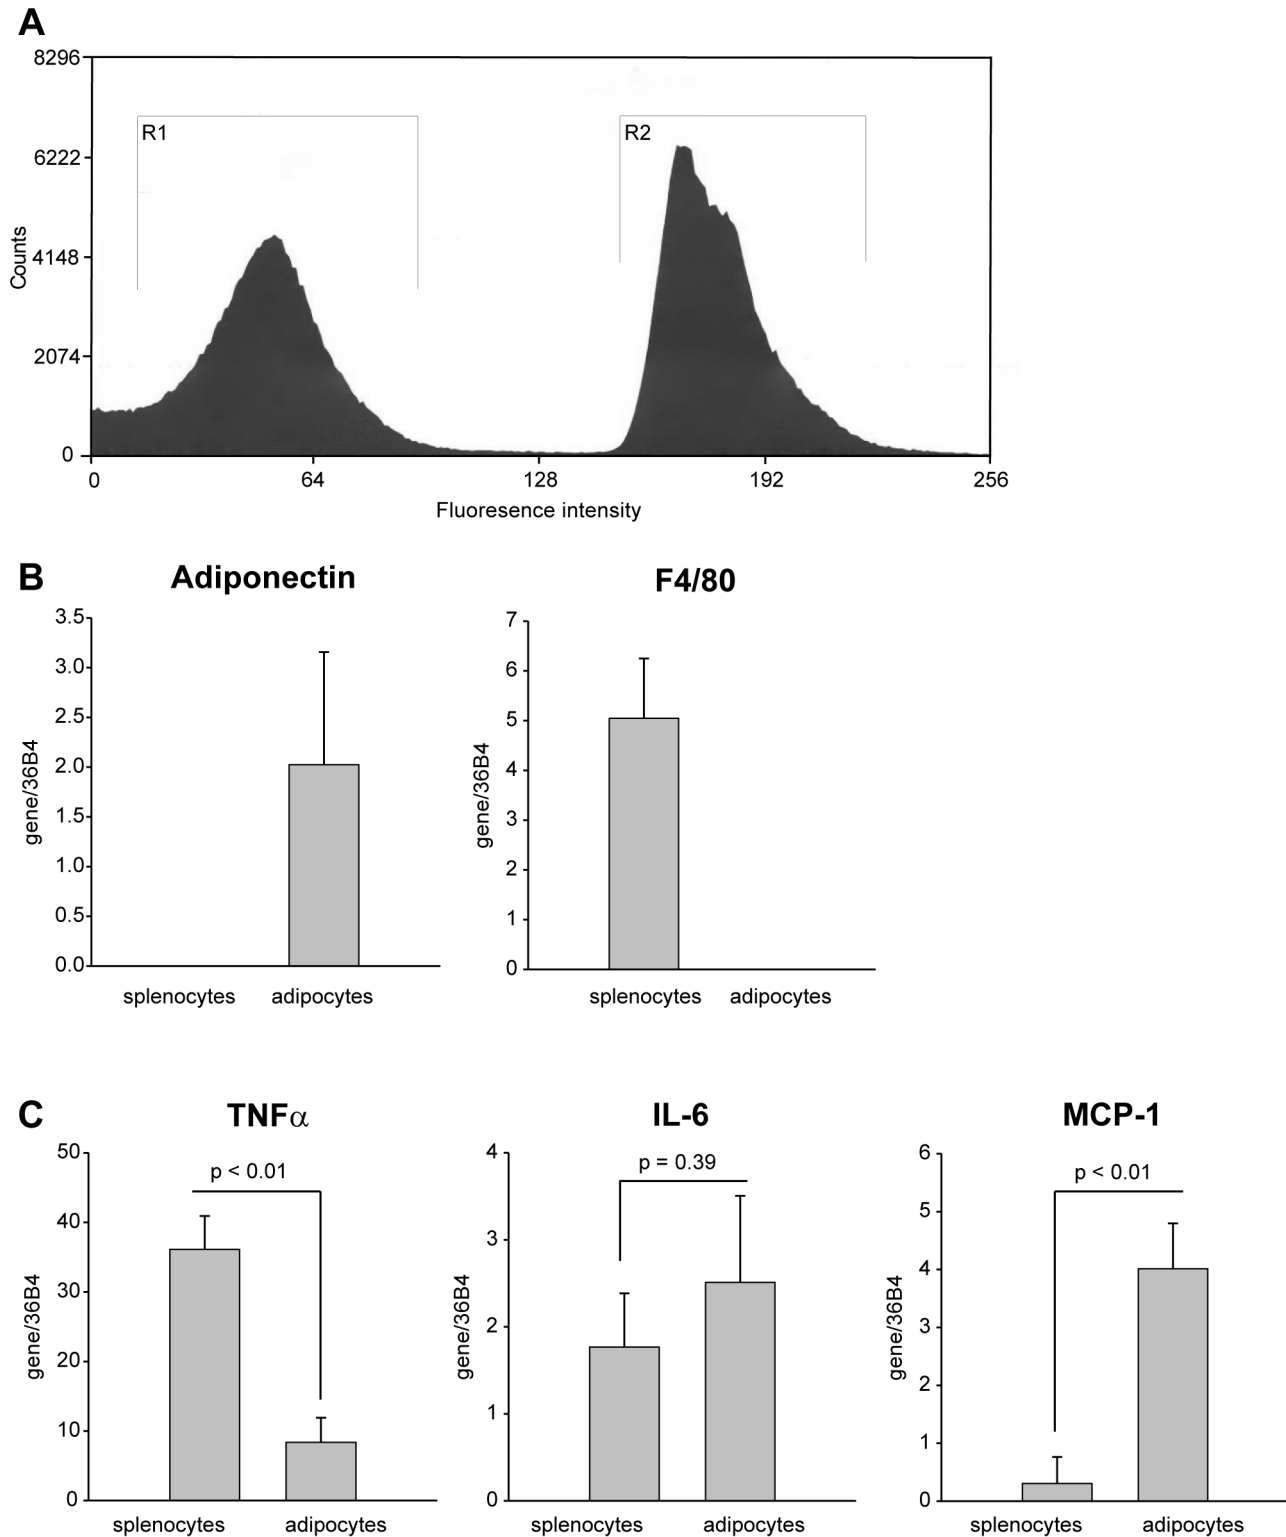 A
8296
6222
4148
2074
0
Counts
R1
R2
0 64 128 192 256
Fluoresence intensity
B
Adiponectin
3.5
3.0
2.5
2.0
1.5
1.0
0.5
0.0
gene/36B4
splenocytes adipocytes
F4/80
7
6
5
4
3
2
1
0
gene/36B4
splenocytes adipocytes
C
TNFα
50
40
30
20
10
0
gene/36B4
p < 0.01
splenocytes adipocytes
IL-6
4
3
2
1
0
gene/36B4
p = 0.39
splenocytes adipocytes
MCP-1
6
5
4
3
2
1
0
gene/36B4
p < 0.01
splenocytes adipocytes